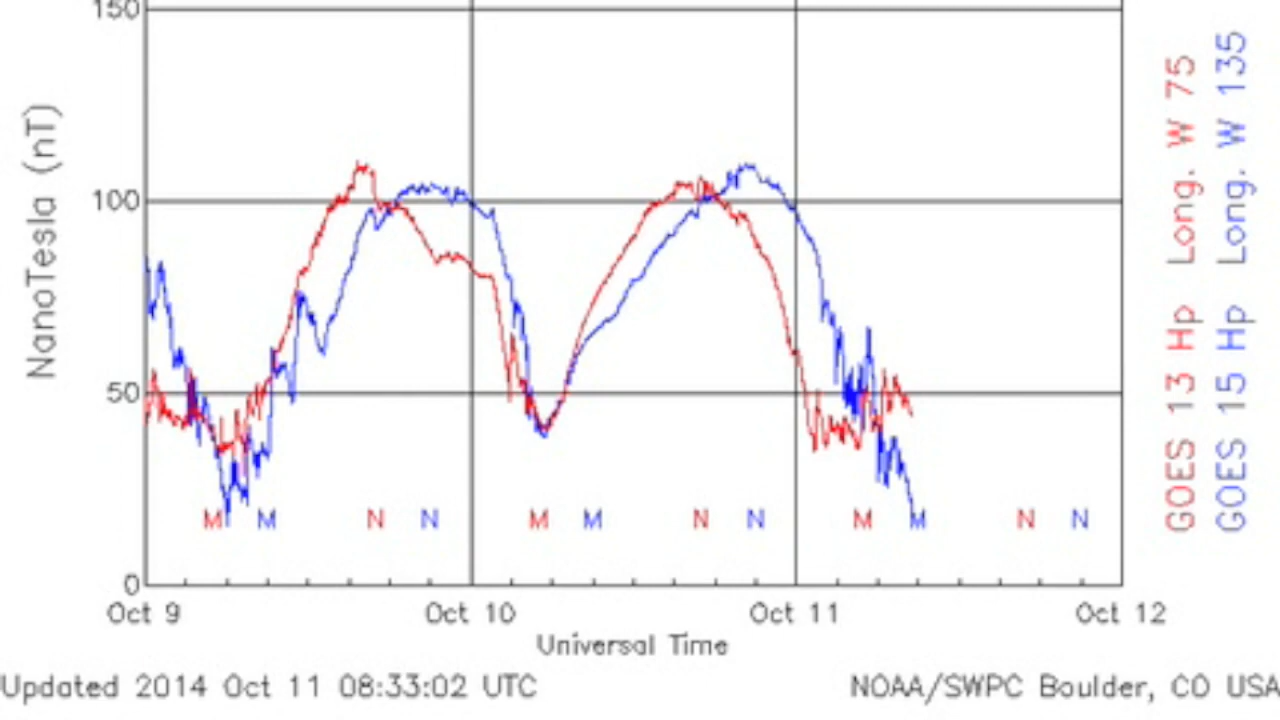 150
100
50
0
NanoTesla (nT)
M M N N M M N N M M N N
Oct 9 Oct 10 Oct 11 Oct 12
Universal Time
Updated 2014 Oct 11 08:33:02 UTC
NOAA/SWPC Boulder, CO USA
GOES 13 Hp Long. W 75
GOES 15 Hp Long. W 135